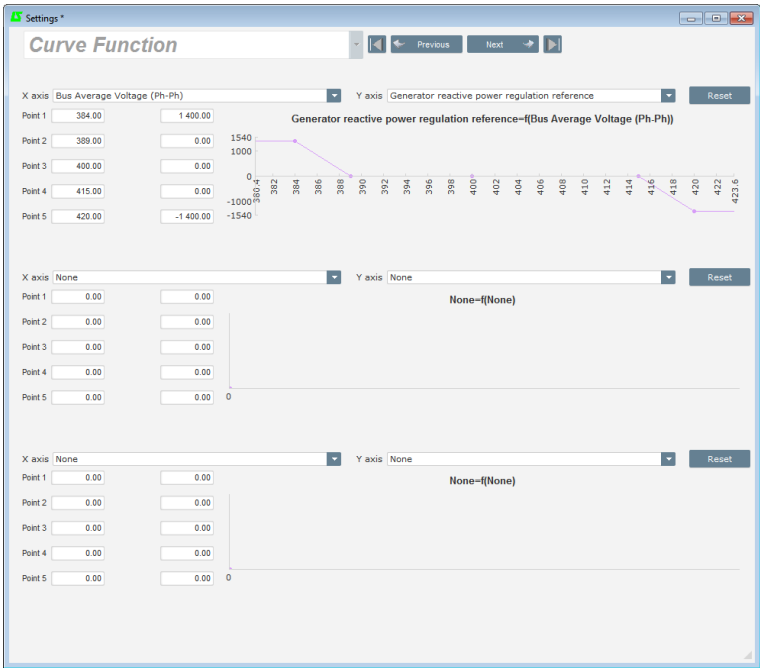 Settings *
Curve Function
Previous
Next
X axis Bus Average Voltage (Ph-Ph) Y axis Generator reactive power regulation reference Reset
Point 1 384.00 1 400.00
Point 2 389.00 0.00
Point 3 400.00 0.00
Point 4 415.00 0.00
Point 5 420.00 -1 400.00
Generator reactive power regulation reference=f(Bus Average Voltage (Ph-Ph))
1540
1000
0
-1000
-1540
380.4 382 384 386 388 390 392 394 396 398 400 402 404 406 408 410 412 414 416 418 420 422 423.6
X axis None Y axis None Reset
Point 1 0.00 0.00
Point 2 0.00 0.00
Point 3 0.00 0.00
Point 4 0.00 0.00
Point 5 0.00 0.00
None=f(None)
0
X axis None Y axis None Reset
Point 1 0.00 0.00
Point 2 0.00 0.00
Point 3 0.00 0.00
Point 4 0.00 0.00
Point 5 0.00 0.00
None=f(None)
0